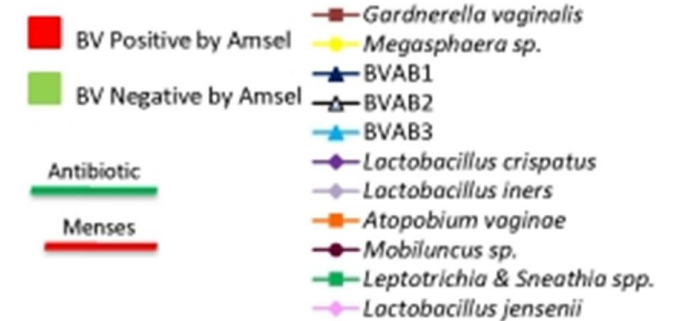 BV Positive by Amsel
BV Negative by Amsel
Antibiotic
Menses
Gardnerella vaginalis
Megasphaera sp.
BVAB1
BVAB2
BVAB3
Lactobacillus crispatus
Lactobacillus iners
Atopobium vaginae
Mobiluncus sp.
Leptotrichia & Sneathia spp.
Lactobacillus jensenii